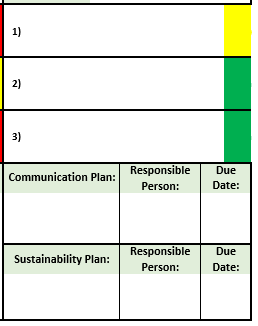 1)
2)
3)
Communication Plan: Responsible Person: Due Date:
Sustainability Plan: Responsible Person: Due Date: